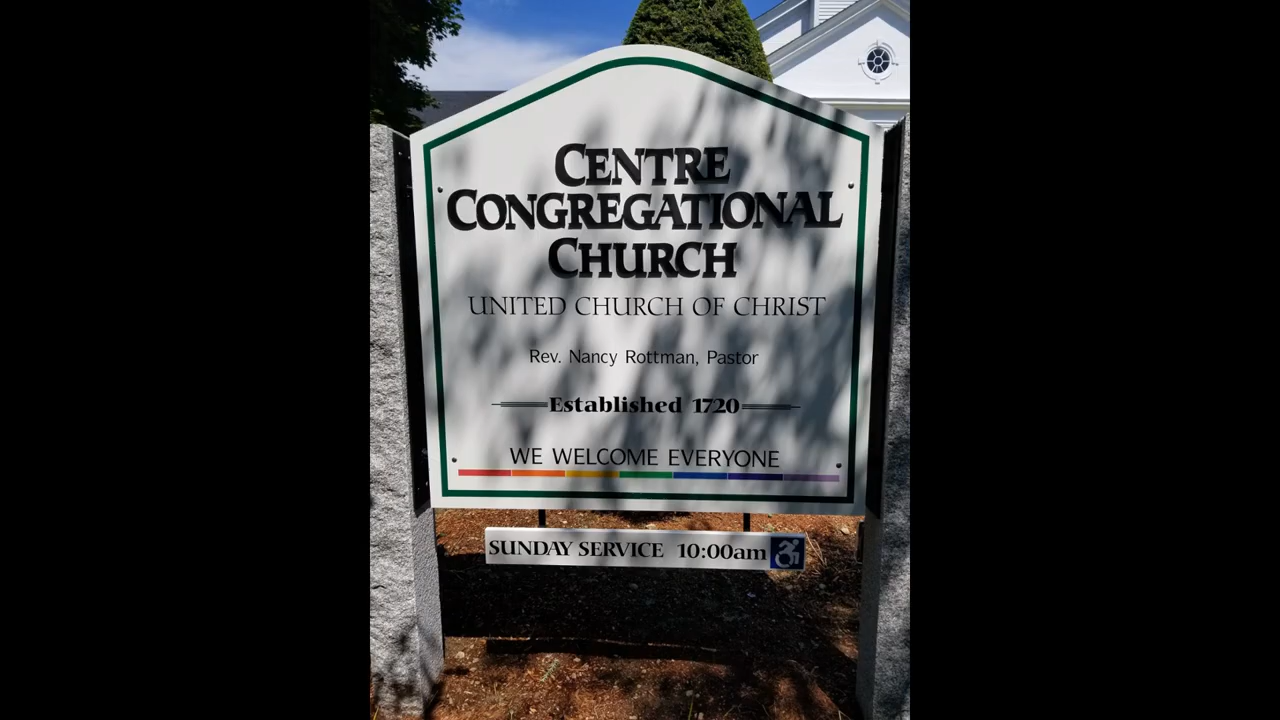 CENTRE
CONGREGATIONAL
CHURCH
UNITED CHURCH OF CHRIST
Rev. Nancy Rottman, Pastor
Established 1720
WE WELCOME EVERYONE
SUNDAY SERVICE 10:00am